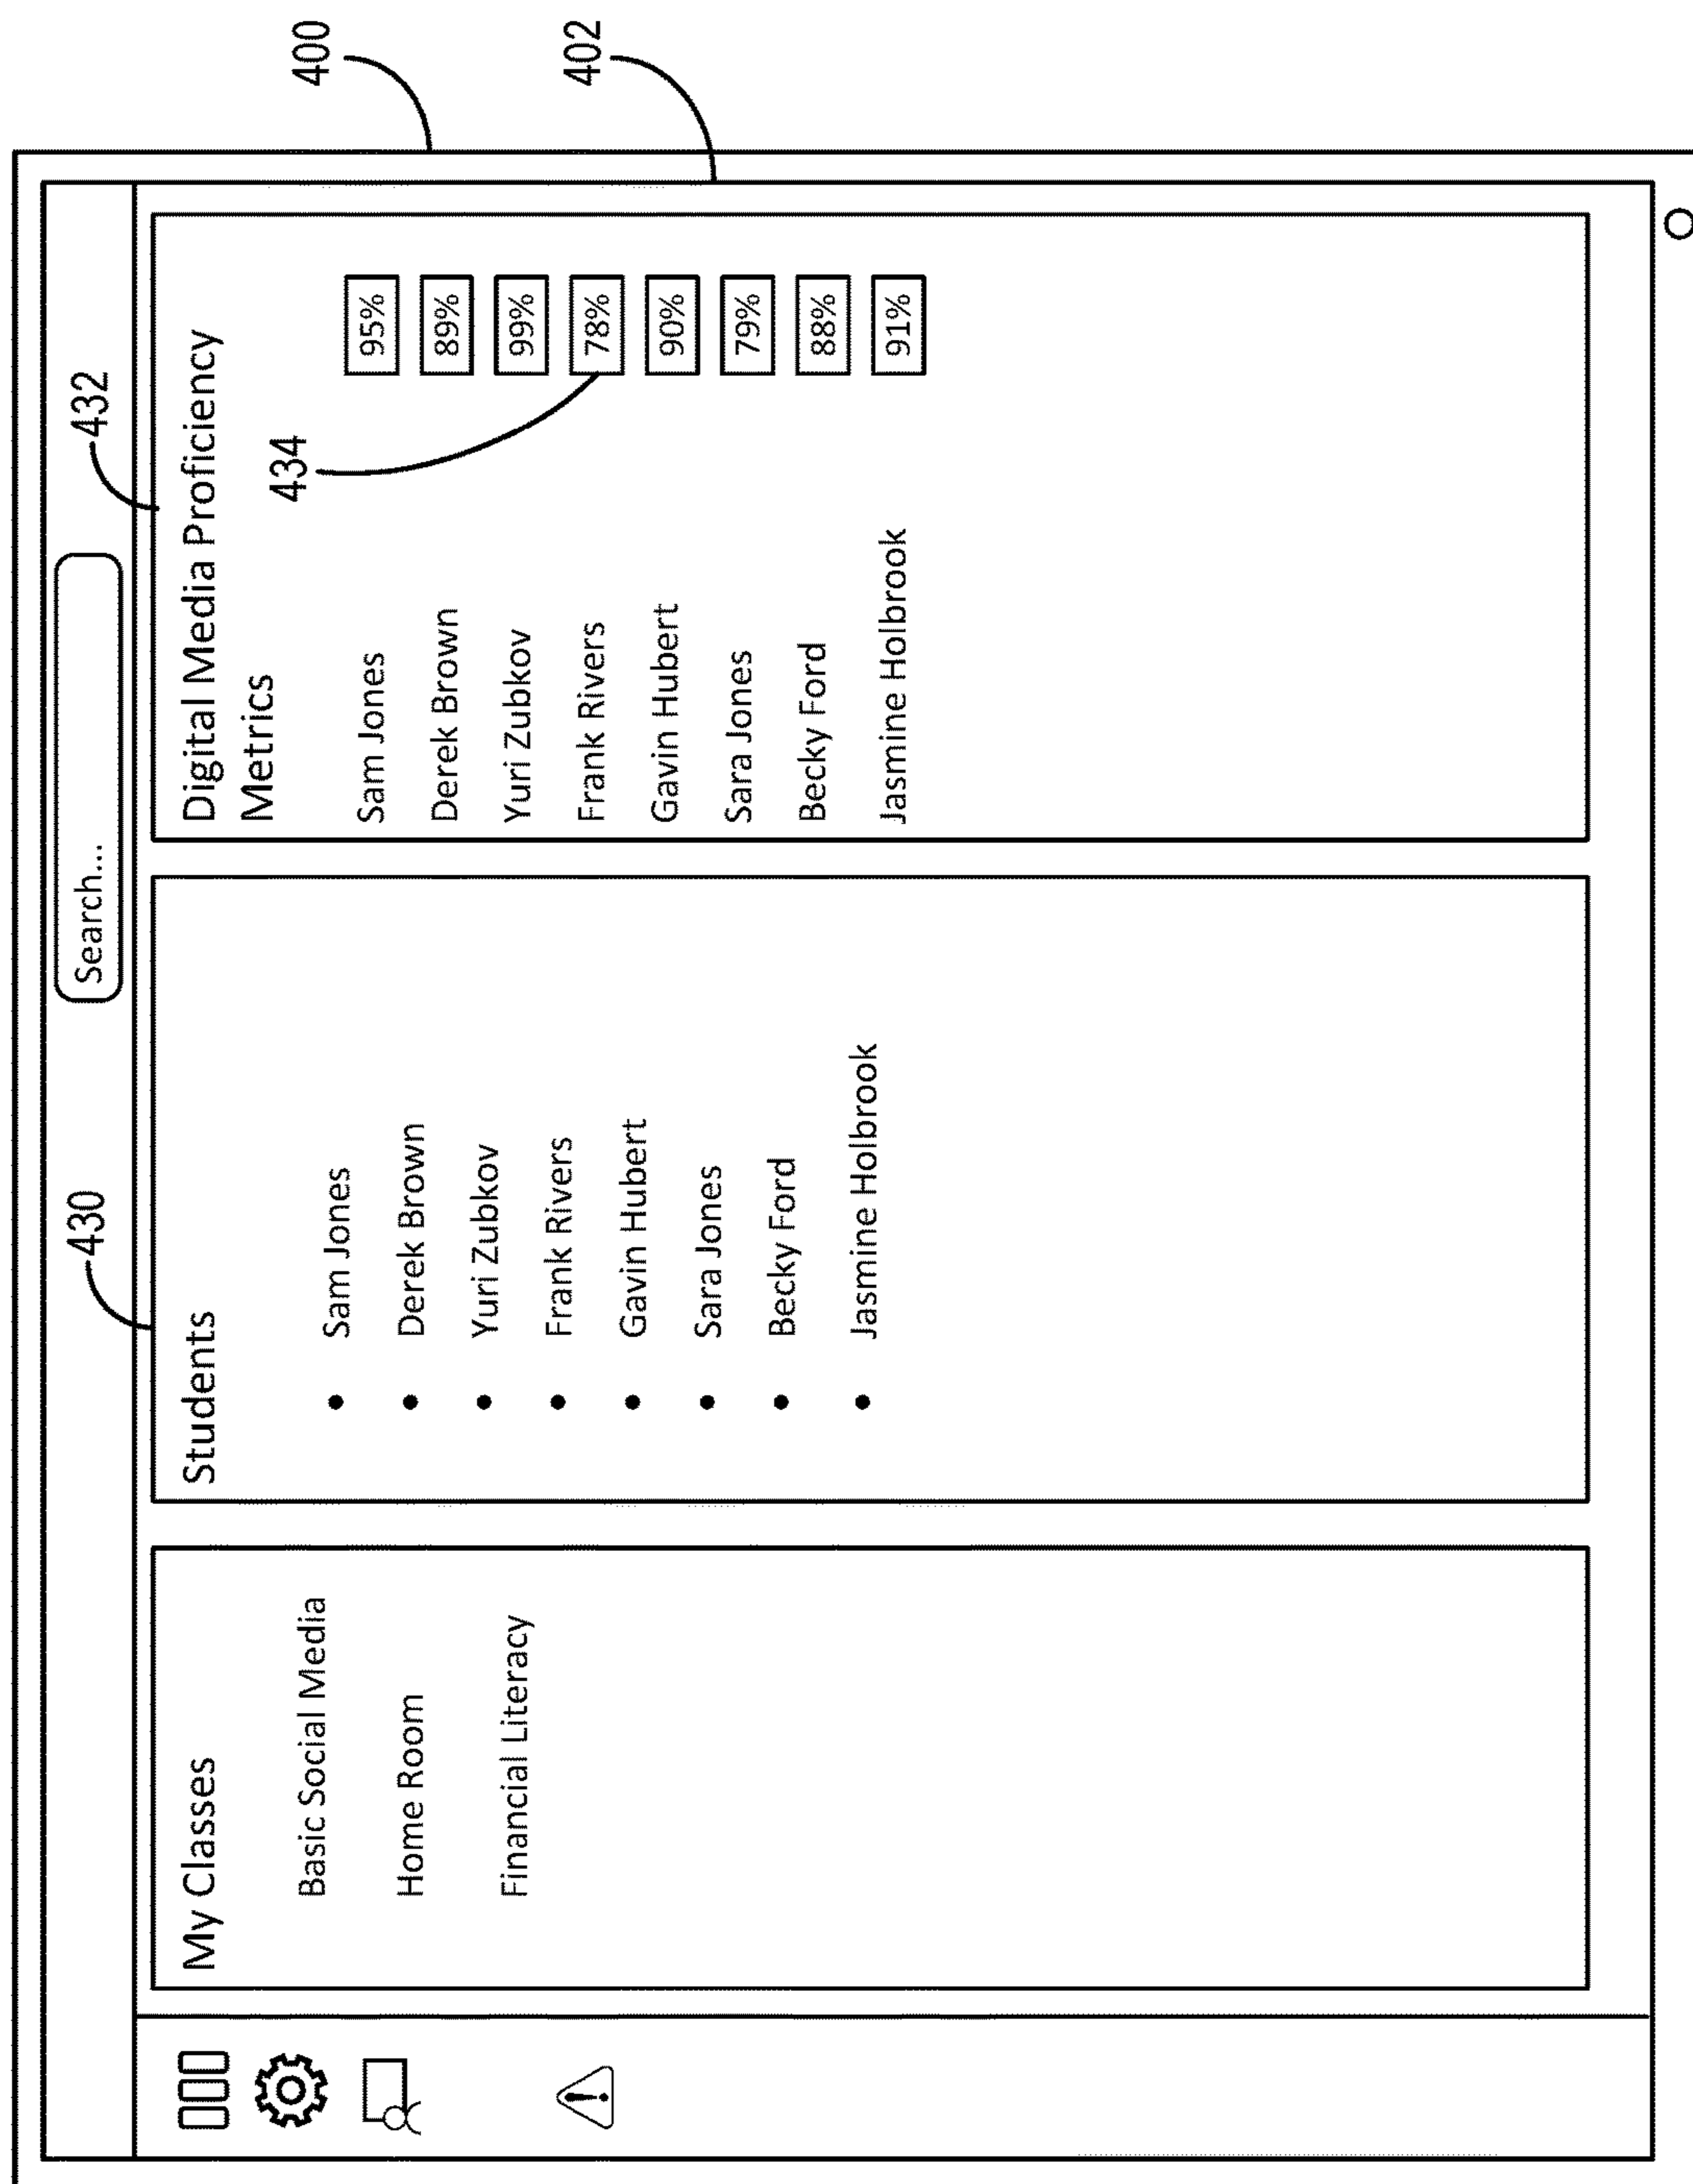 400
402
430
432
Search...
My Classes
Basic Social Media
Home Room
Financial Literacy
Students
• Sam Jones
• Derek Brown
• Yuri Zubkov
• Frank Rivers
• Gavin Hubert
• Sara Jones
• Becky Ford
• Jasmine Holbrook
Digital Media Proficiency
Metrics
434
Sam Jones 95%
Derek Brown 89%
Yuri Zubkov 99%
Frank Rivers 78%
Gavin Hubert 90%
Sara Jones 79%
Becky Ford 88%
Jasmine Holbrook 91%